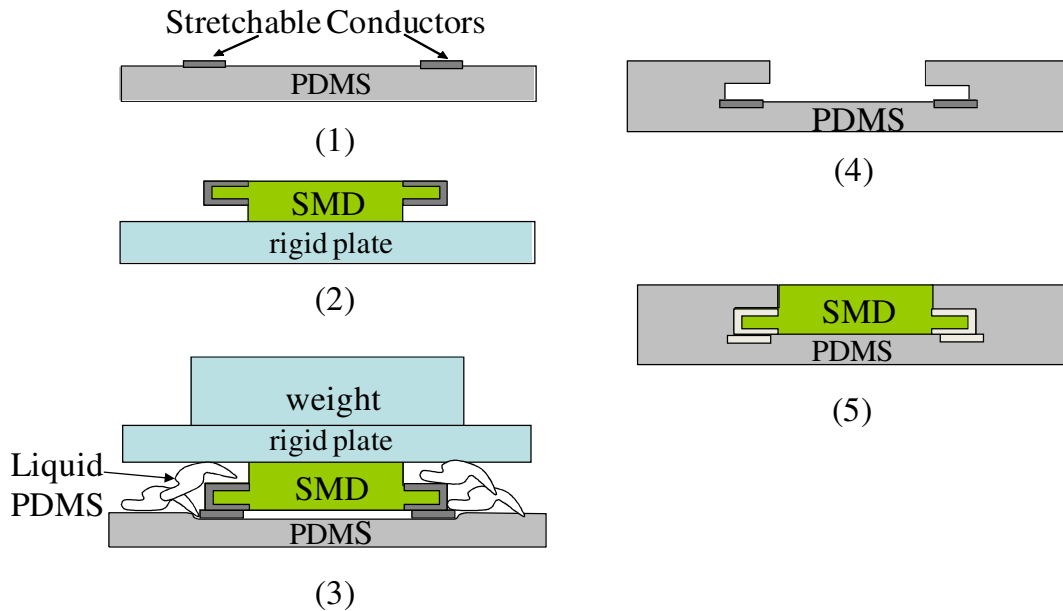 Stretchable Conductors
PDMS
(1)
SMD
rigid plate
(2)
weight
rigid plate
Liquid
PDMS
SMD
PDMS
(3)
PDMS
(4)
SMD
PDMS
(5)